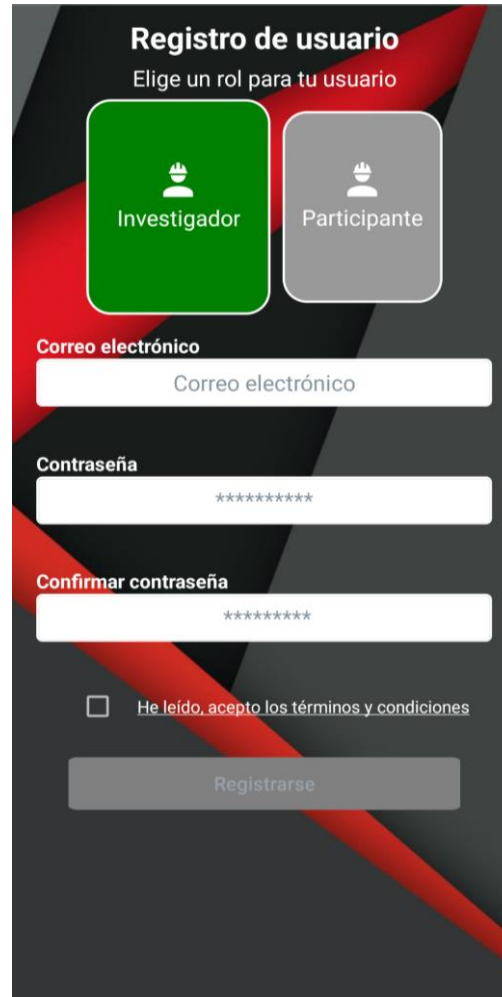 Registro de usuario
Elige un rol para tu usuario
Investigador
Participante
Correo electrónico
Correo electrónico
Contraseña
**********
Confirmar contraseña
*********
He leído, acepto los términos y condiciones
Registrarse